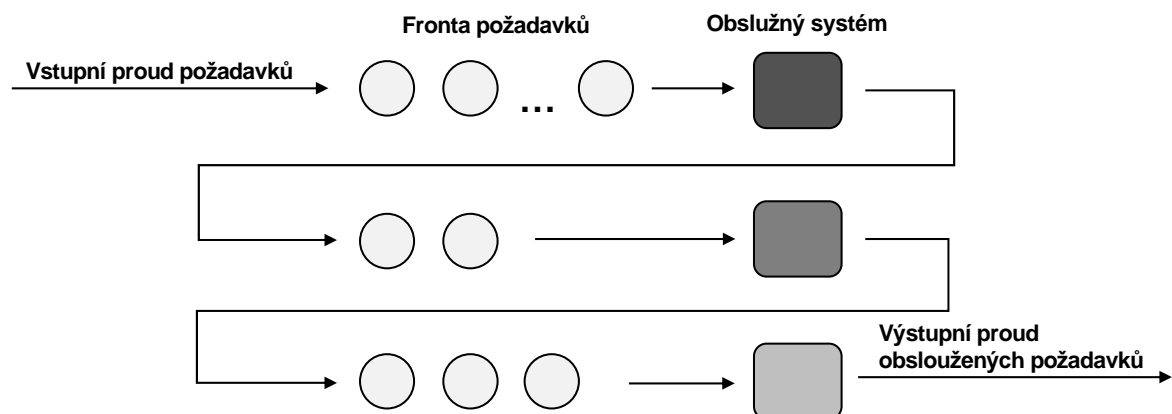 Fronta požadavků
Obslužný systém
Vstupní proud požadavků
...
Výstupní proud
obsloužených požadavků